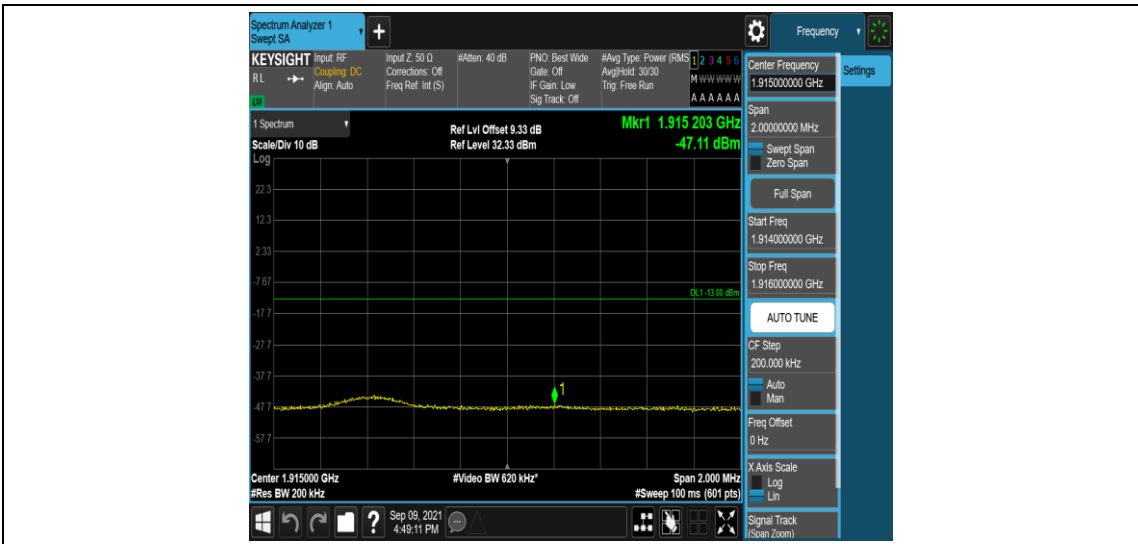 Spectrum Analyzer 1
Swept SA
+
Frequency
KEYSIGHT
RL
LXI
Input: RF
Coupling: DC
Align: Auto
Input Z: 50 Ω
Corrections: Off
Freq Ref: Int (S)
#Atten: 40 dB
PNO: Best Wide
Gate: Off
IF Gain: Low
Sig Track: Off
#Avg Type: Power (RMS
Avg|Hold: 30/30
Trig: Free Run
1 2 3 4 5 6
M W W W W W
A A A A A A
1 Spectrum
Scale/Div 10 dB
Ref Lvl Offset 9.33 dB
Ref Level 32.33 dBm
Mkr1 1.915 203 GHz
-47.11 dBm
Log
22.3
12.3
2.33
-7.67
DL1 -13.00 dBm
-17.7
-27.7
-37.7
1
-47.7
-57.7
Center 1.915000 GHz
#Video BW 620 kHz*
Span 2.000 MHz
#Res BW 200 kHz
#Sweep 100 ms (601 pts)
?
Sep 09, 2021
4:49:11 PM
Center Frequency
1.915000000 GHz
Settings
Span
2.00000000 MHz
Swept Span
Zero Span
Full Span
Start Freq
1.914000000 GHz
Stop Freq
1.916000000 GHz
AUTO TUNE
CF Step
200.000 kHz
Auto
Man
Freq Offset
0 Hz
X Axis Scale
Log
Lin
Signal Track
(Span Zoom)